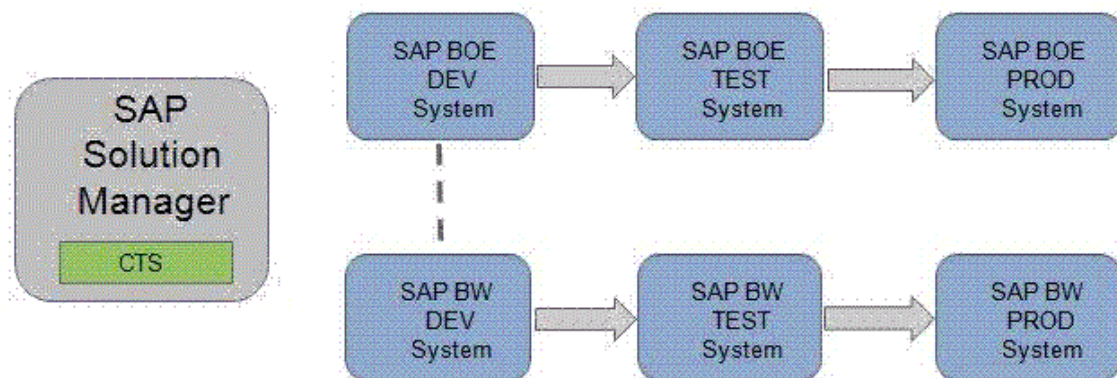 SAP
Solution
Manager
CTS
SAP BOE
DEV
System
SAP BOE
TEST
System
SAP BOE
PROD
System
SAP BW
DEV
System
SAP BW
TEST
System
SAP BW
PROD
System